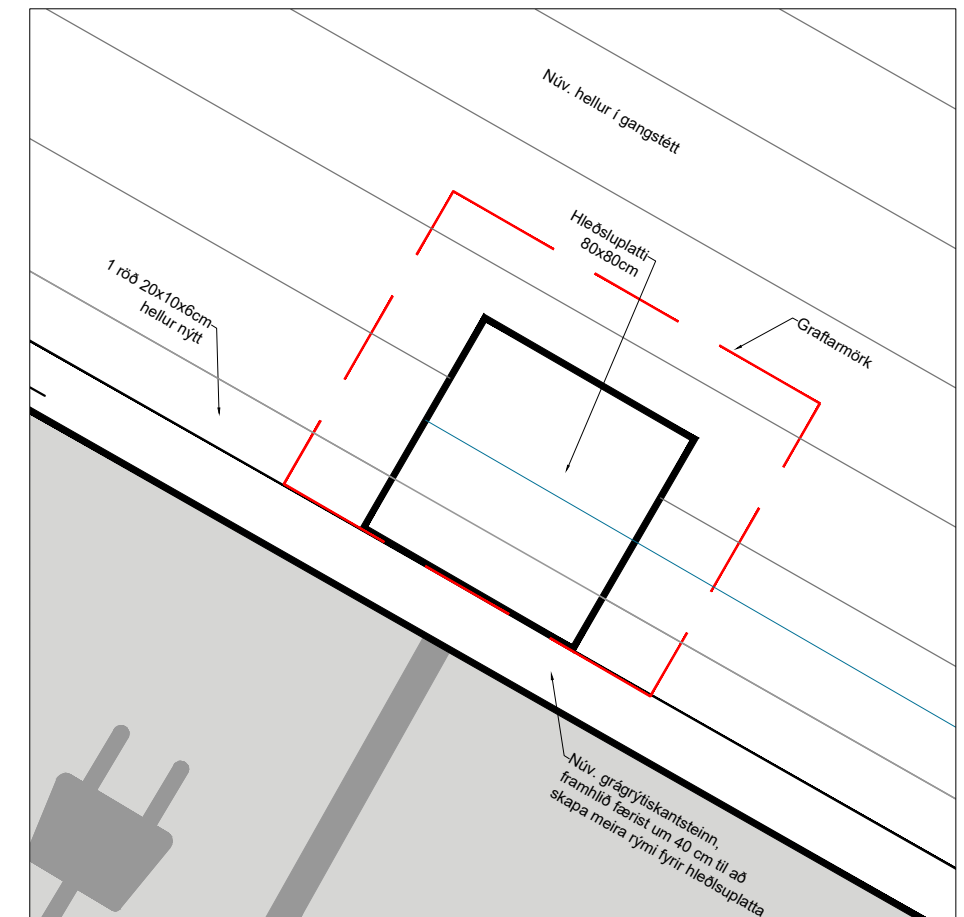 Núv. hellur í gangstétt
Hleðsluplatti
80x80cm
1 röð 20x10x6cm
hellur nýtt
Graftarmörk
Núv. grágrýtiskantsteinn,
framhlið færist um 40 cm til að
skapa meira rými fyrir hleðlsuplatta